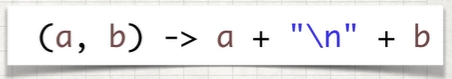 (a, b) -> a + "\n" + b